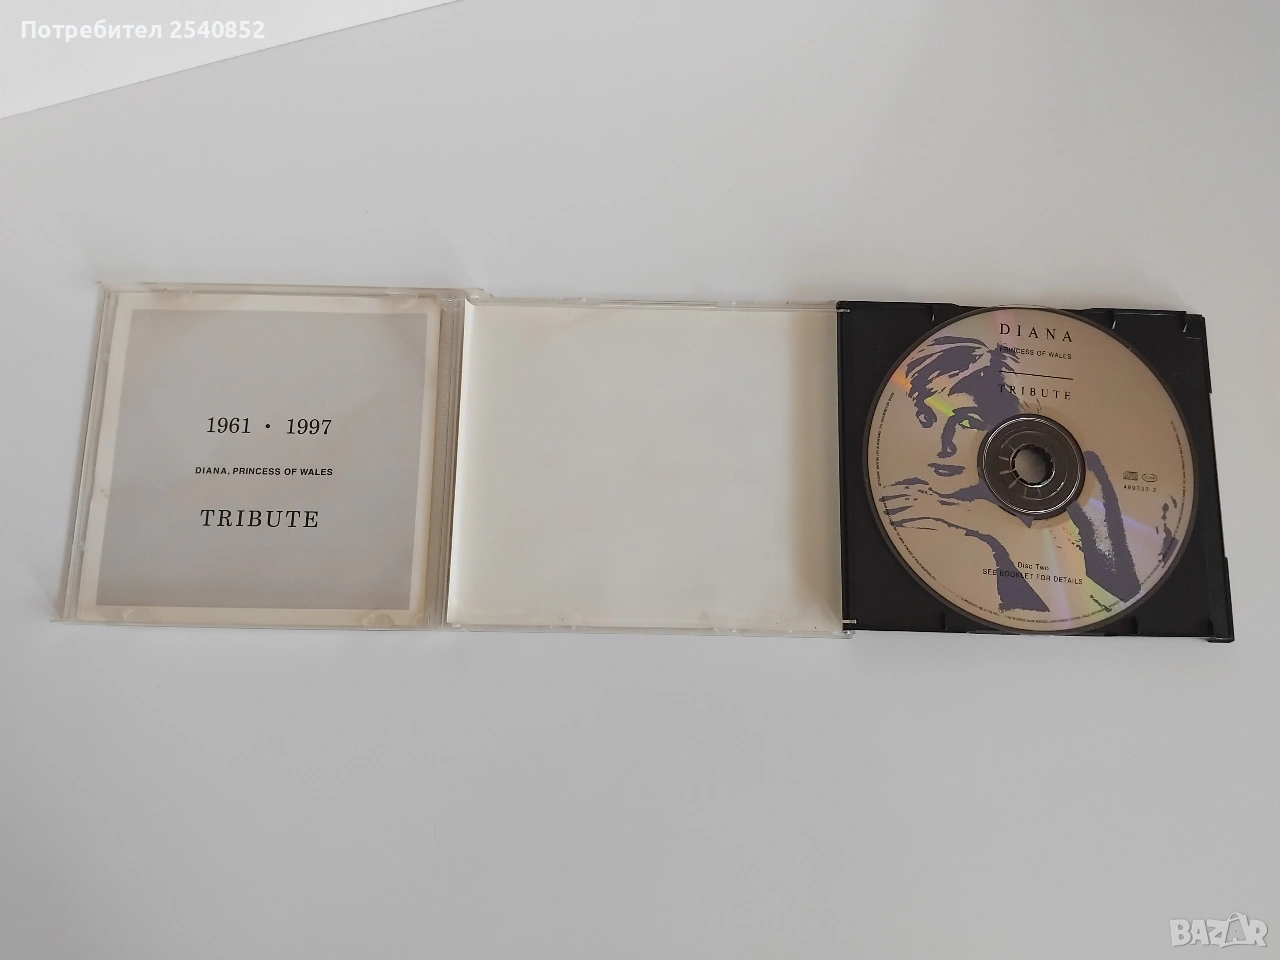 Потребител 2540852
1961 • 1997
DIANA, PRINCESS OF WALES
TRIBUTE
DIANA
PRINCESS OF WALES
TRIBUTE
Disc Two
SEE BOOKLET FOR DETAILS
BAZAR